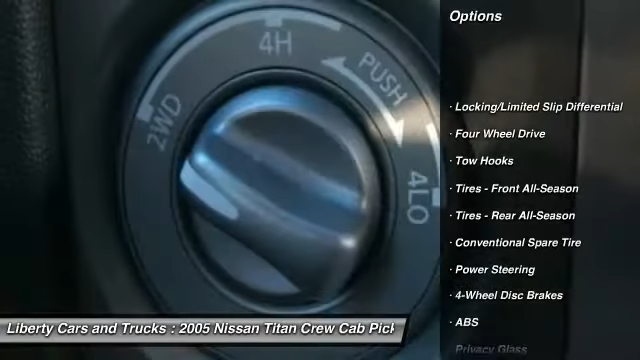 Options
4H
PUSH
2WD
4LO
· Locking/Limited Slip Differential
· Four Wheel Drive
· Tow Hooks
· Tires - Front All-Season
· Tires - Rear All-Season
· Conventional Spare Tire
· Power Steering
· 4-Wheel Disc Brakes
· ABS
· Privacy Glass
Liberty Cars and Trucks : 2005 Nissan Titan Crew Cab Pick